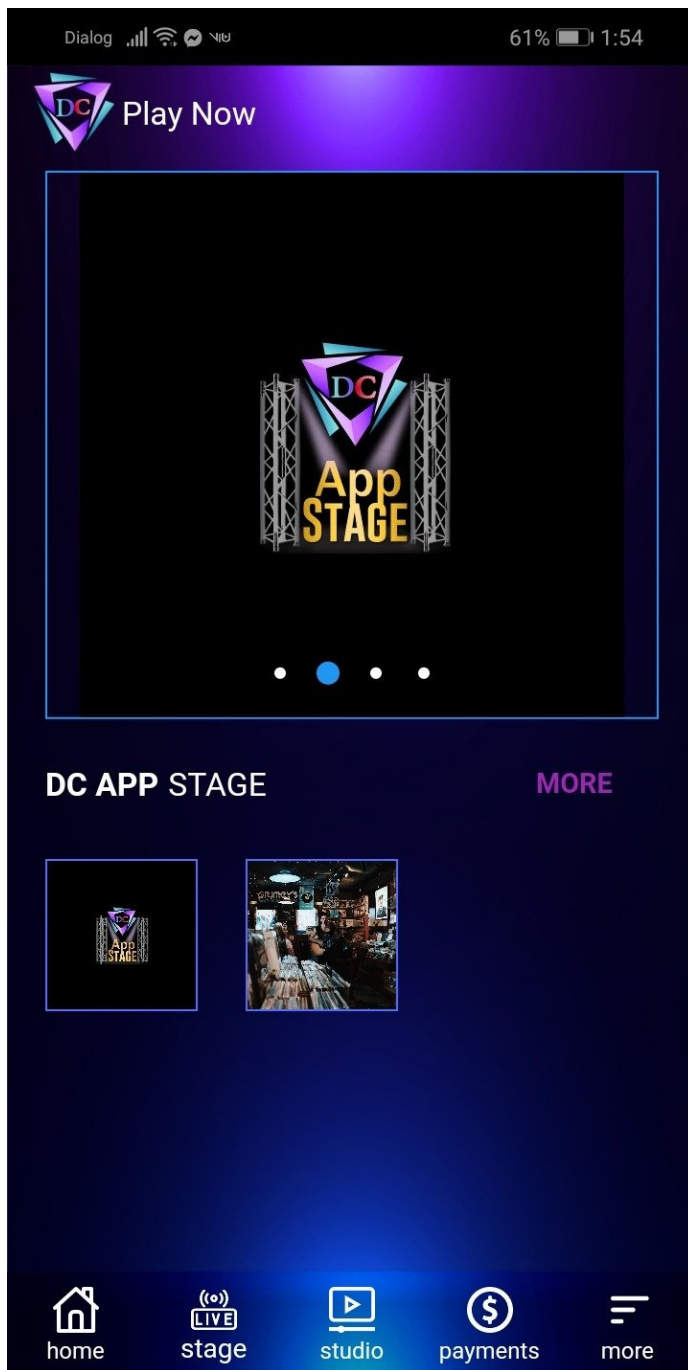 Dialog 61% 1:54
DC Play Now
DC
App
STAGE
DC APP STAGE MORE
DC
App
STAGE
LIVE
home stage studio payments more